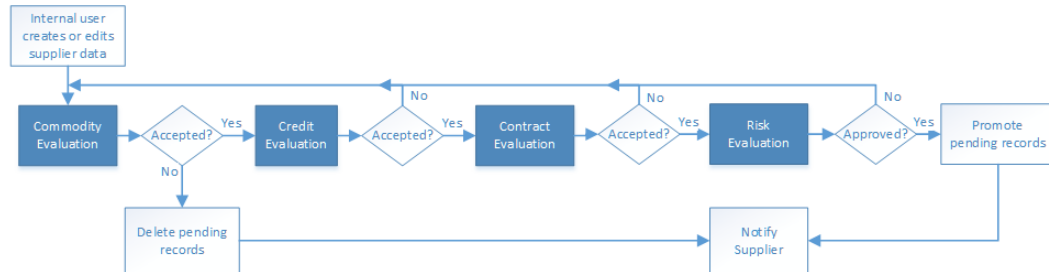 Internal user
creates or edits
supplier data
No
No
No
Commodity
Evaluation
Accepted?
Yes
Credit
Evaluation
Accepted?
Yes
Contract
Evaluation
Accepted?
Yes
Risk
Evaluation
Approved?
Yes
Promote
pending records
No
Delete pending
records
Notify
Supplier